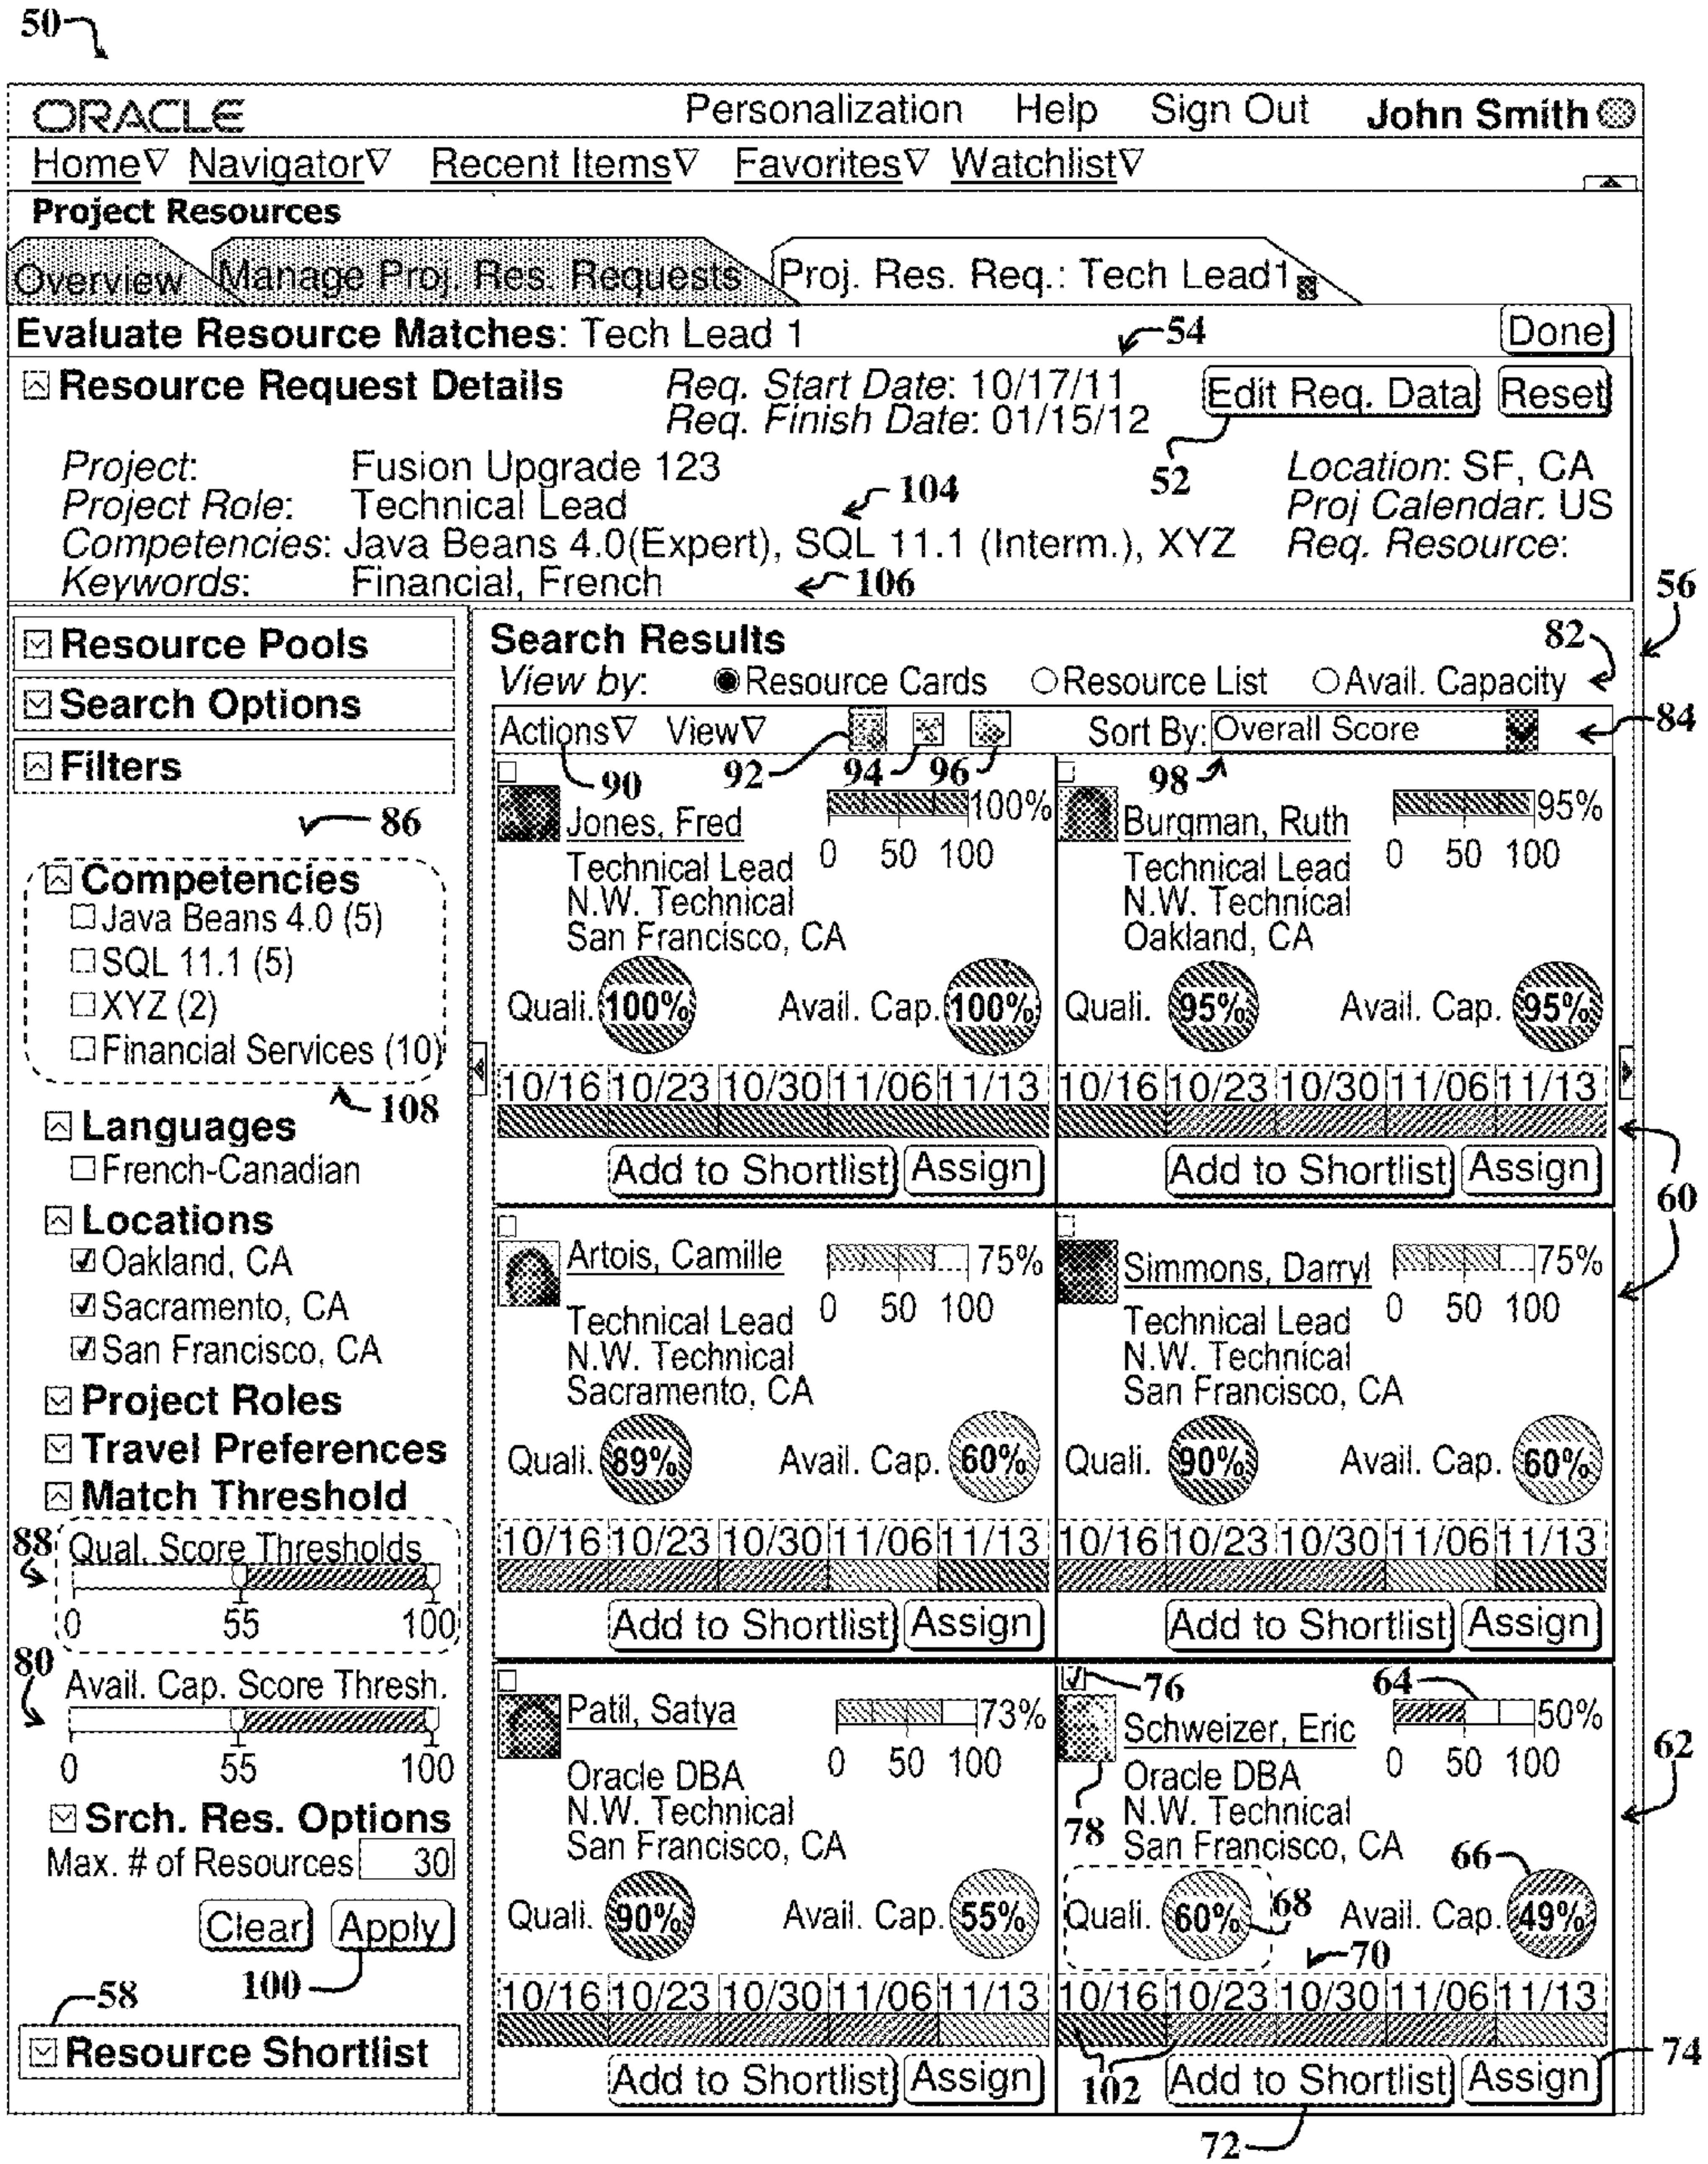 50
ORACLE Personalization Help Sign Out John Smith
Home Navigator Recent Items Favorites Watchlist
Project Resources
Overview Manage Proj. Res. Requests Proj. Res. Req.: Tech Lead1
Evaluate Resource Matches: Tech Lead 1 54 Done
Resource Request Details Req. Start Date: 10/17/11 Edit Req. Data Reset
Req. Finish Date: 01/15/12
52
Project: Fusion Upgrade 123 Location: SF, CA
Project Role: Technical Lead 104 Proj Calendar: US
Competencies: Java Beans 4.0(Expert), SQL 11.1 (Interm.), XYZ Req. Resource:
Keywords: Financial, French 106
56
Resource Pools
Search Options
Filters
86
Competencies
Java Beans 4.0 (5)
SQL 11.1 (5)
XYZ (2)
Financial Services (10)
108
Languages
French-Canadian
Locations
Oakland, CA
Sacramento, CA
San Francisco, CA
Project Roles
Travel Preferences
Match Threshold
88
Qual. Score Thresholds
0 55 100
80
Avail. Cap. Score Thresh.
0 55 100
Srch. Res. Options
Max. # of Resources 30
Clear Apply
100
58
Resource Shortlist
Search Results
82
View by: Resource Cards Resource List Avail. Capacity
Actions View Sort By: Overall Score 84
90 92 94 96 98
Jones, Fred 100%
0 50 100
Technical Lead
N.W. Technical
San Francisco, CA
Quali. 100% Avail. Cap. 100%
10/16 10/23 10/30 11/06 11/13
Add to Shortlist Assign
Burgman, Ruth 95%
0 50 100
Technical Lead
N.W. Technical
Oakland, CA
Quali. 95% Avail. Cap. 95%
10/16 10/23 10/30 11/06 11/13
Add to Shortlist Assign
60
Artois, Camille 75%
0 50 100
Technical Lead
N.W. Technical
Sacramento, CA
Quali. 89% Avail. Cap. 60%
10/16 10/23 10/30 11/06 11/13
Add to Shortlist Assign
Simmons, Darryl 75%
0 50 100
Technical Lead
N.W. Technical
San Francisco, CA
Quali. 90% Avail. Cap. 60%
10/16 10/23 10/30 11/06 11/13
Add to Shortlist Assign
Patil, Satya 73%
0 50 100
Oracle DBA
N.W. Technical
San Francisco, CA
Quali. 90% Avail. Cap. 55%
10/16 10/23 10/30 11/06 11/13
Add to Shortlist Assign
76 64
Schweizer, Eric 50%
0 50 100
62
Oracle DBA
78 N.W. Technical
San Francisco, CA
66
Quali. 60% 68 Avail. Cap. 49%
70
10/16 10/23 10/30 11/06 11/13
102 Add to Shortlist Assign 74
72